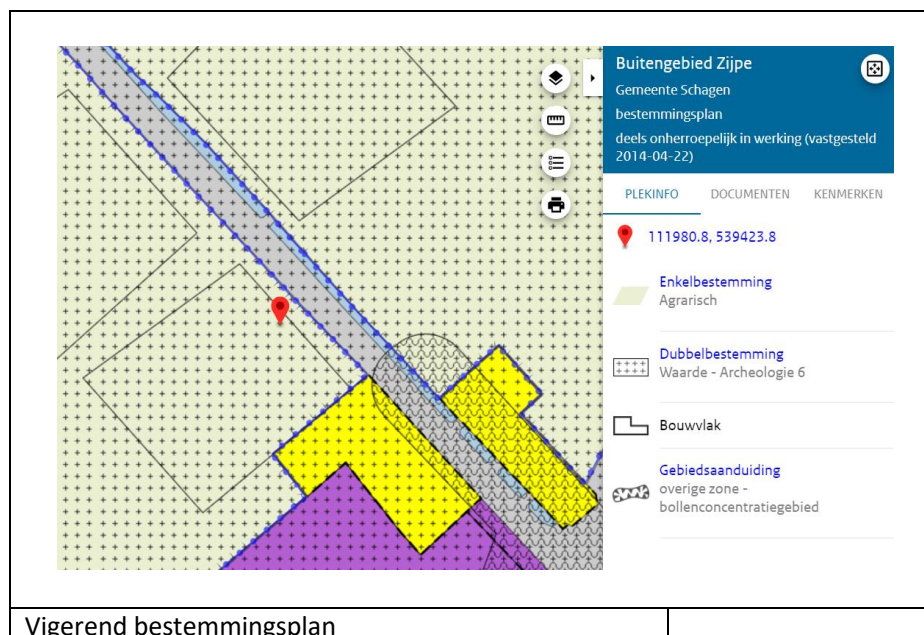 Buitengebied Zijpe
Gemeente Schagen
bestemmingsplan
deels onherroepelijk in werking (vastgesteld
2014-04-22)
PLEKINFO DOCUMENTEN KENMERKEN
111980.8, 539423.8
Enkelbestemming
Agrarisch
Dubbelbestemming
Waarde - Archeologie 6
Bouwvlak
Gebiedsaanduiding
overige zone -
bollenconcentratiegebied
Vigerend bestemmingsplan